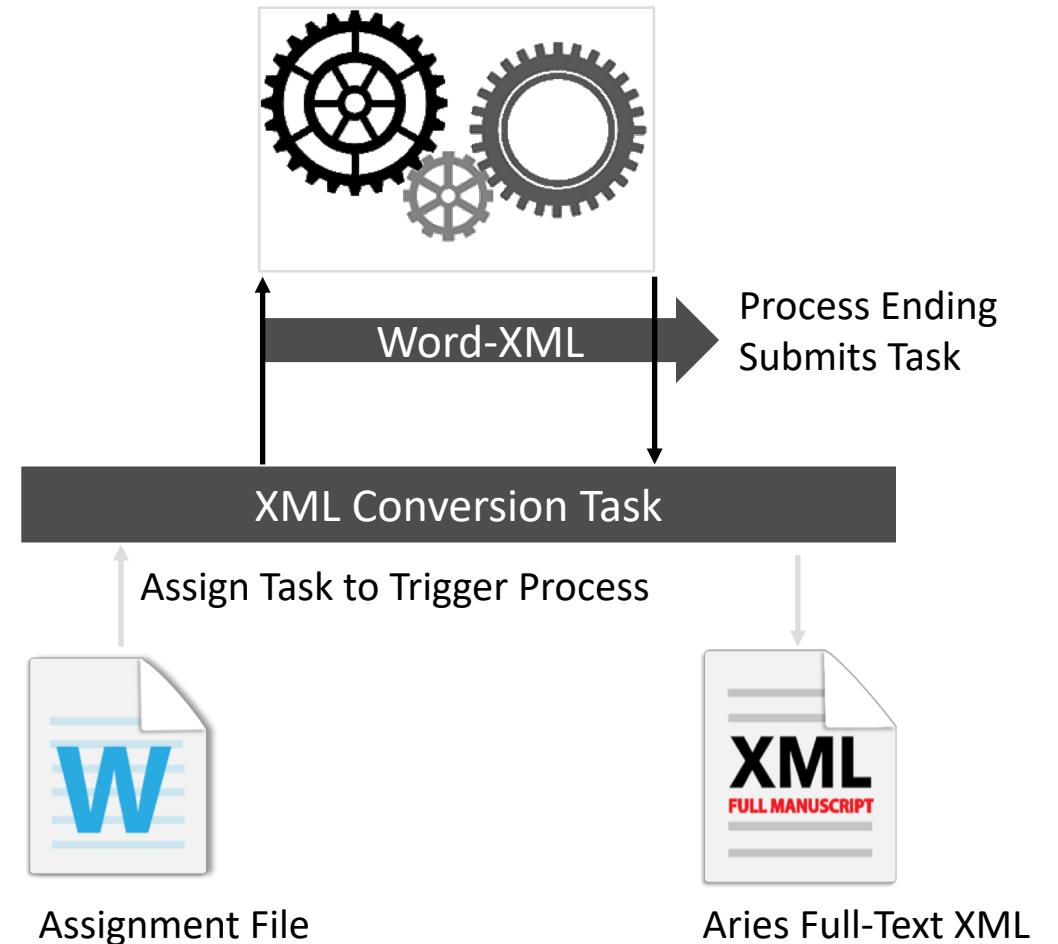 Word-XML
Process Ending
Submits Task
XML Conversion Task
Assign Task to Trigger Process
W
XML
FULL MANUSCRIPT
Assignment File
Aries Full-Text XML